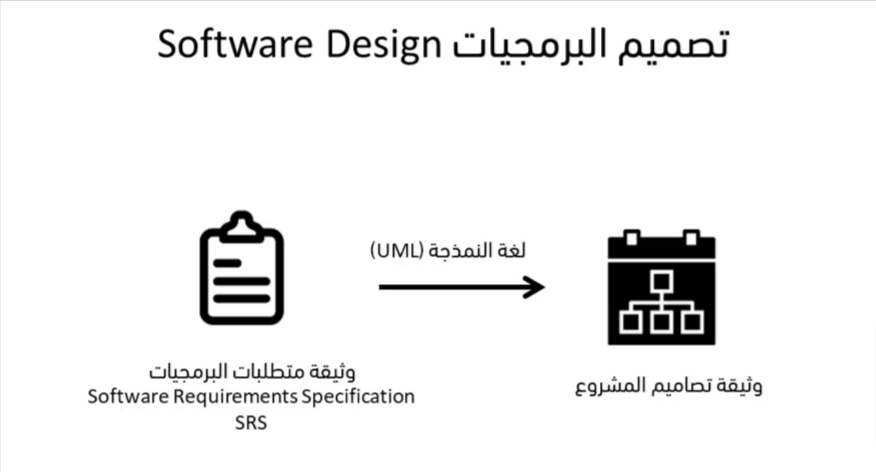 تصميم البرمجيات Software Design
لغة النمذجة (UML)
وثيقة متطلبات البرمجيات
Software Requirements Specification
SRS
وثيقة تصاميم المشروع